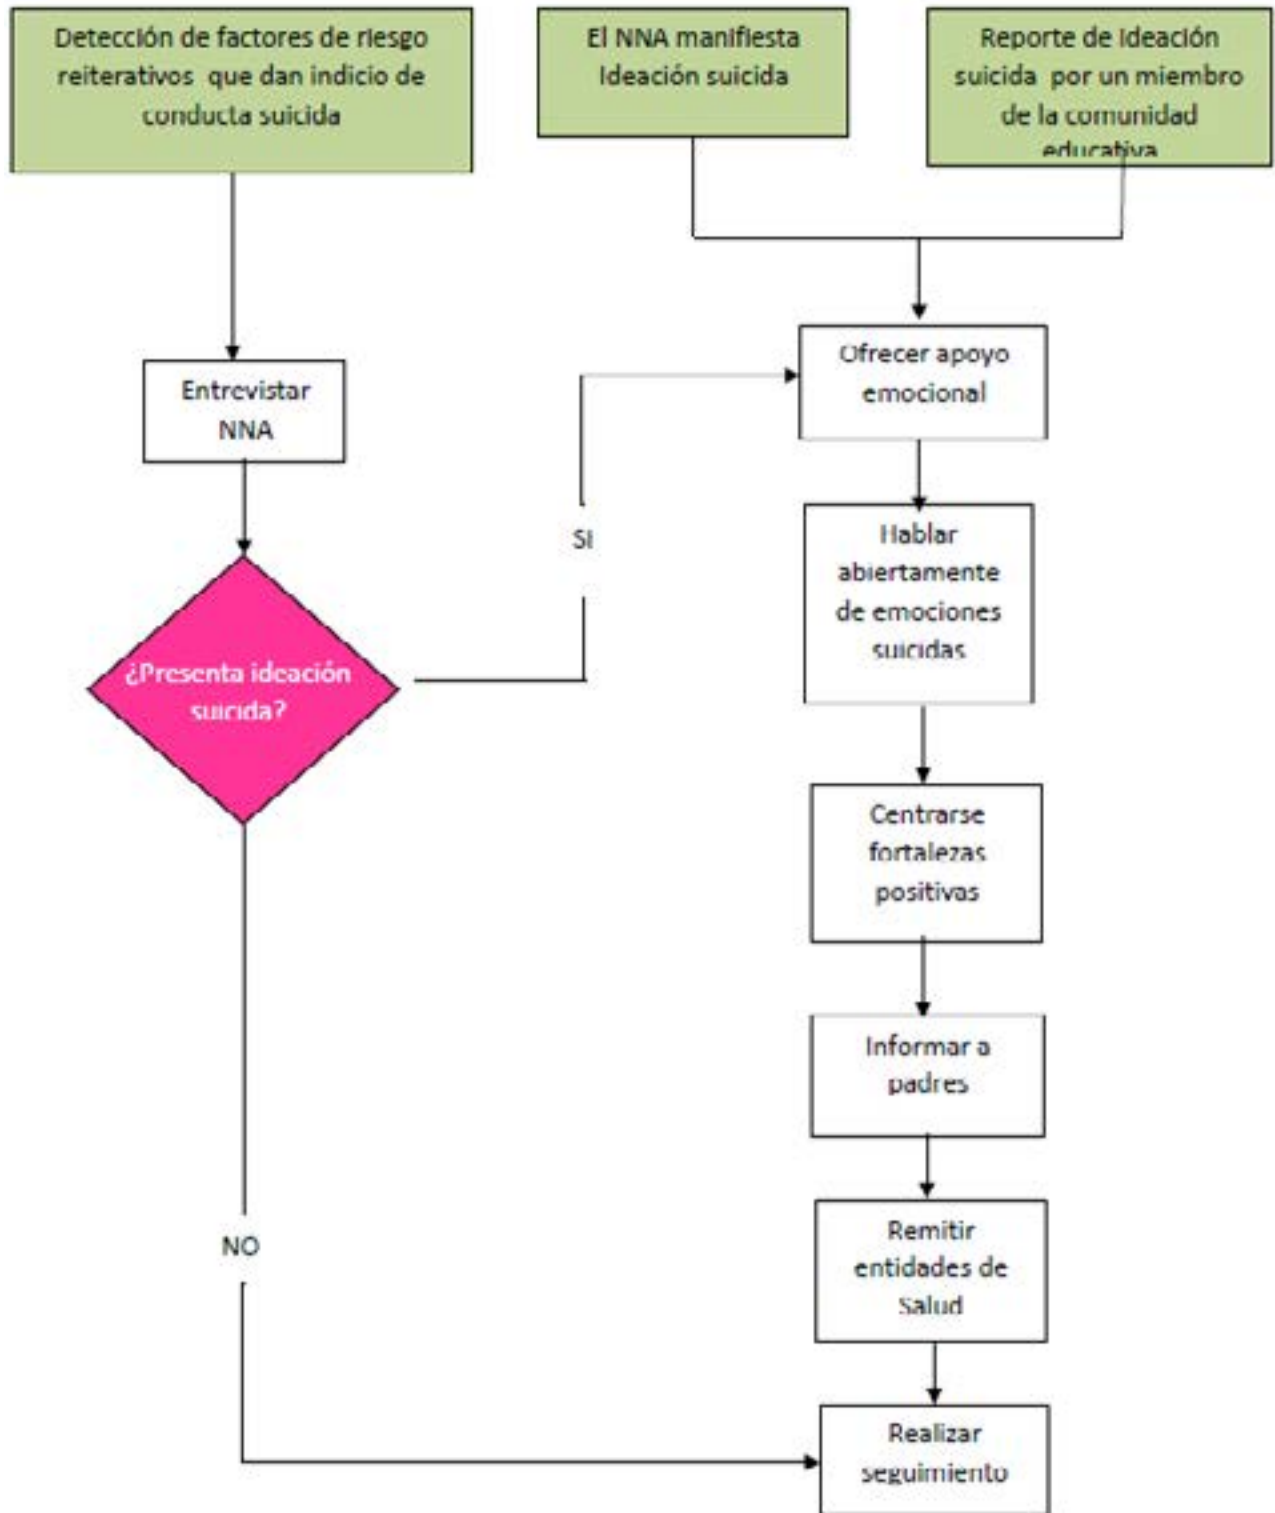 Detección de factores de riesgo
reiterativos que dan indicio de
conducta suicida
El NNA manifiesta
Ideación suicida
Reporte de Ideación
suicida por un miembro
de la comunidad
educativa
Entrevistar
NNA
¿Presenta ideación
suicida?
SI
NO
Ofrecer apoyo
emocional
Hablar
abiertamente
de emociones
suicidas
Centrarse
fortalezas
positivas
Informar a
padres
Remitir
entidades de
Salud
Realizar
seguimiento